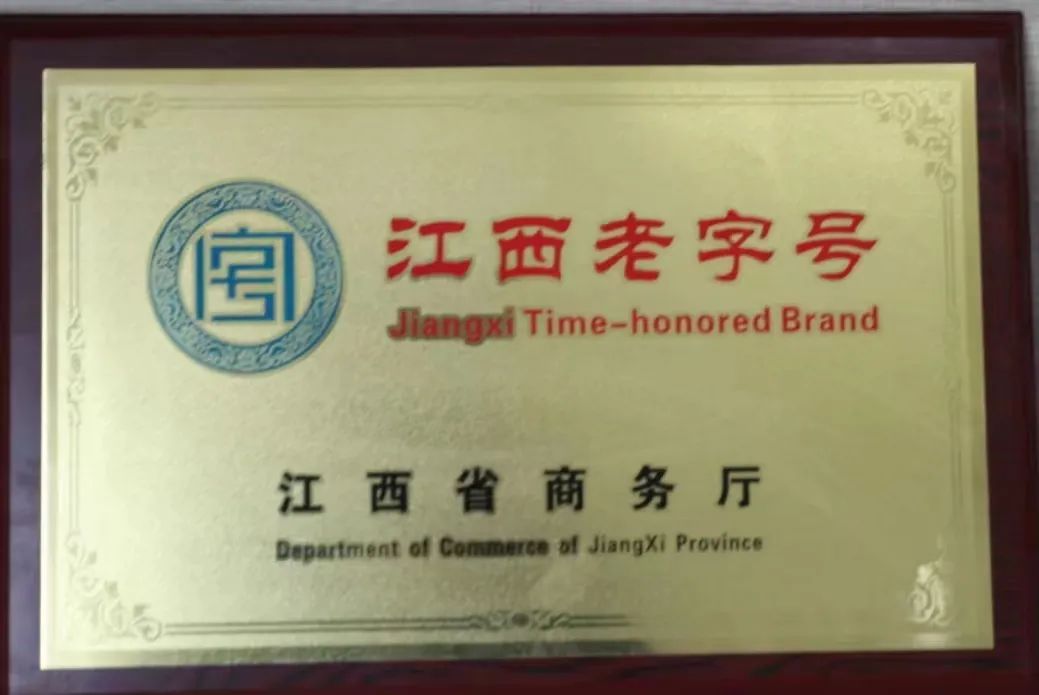 江西老字号
Jiangxi Time-honored Brand
江西省商务厅
Department of Commerce of JiangXi Province